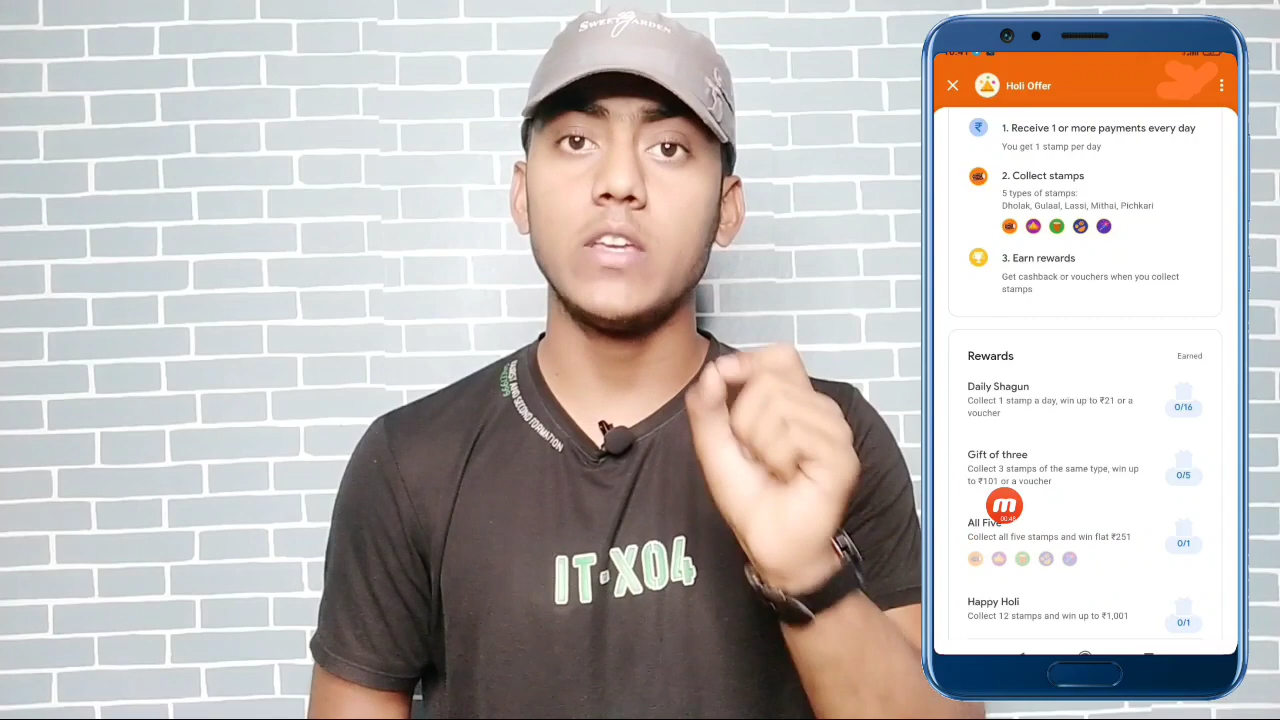 SWEET GARDEN
IT-X04
Holi Offer
1. Receive 1 or more payments every day
You get 1 stamp per day
2. Collect stamps
5 types of stamps:
Dholak, Gulaal, Lassi, Mithai, Pichkari
3. Earn rewards
Get cashback or vouchers when you collect
stamps
Rewards
Earned
Daily Shagun
Collect 1 stamp a day, win up to ₹21 or a
voucher
0/16
Gift of three
Collect 3 stamps of the same type, win up
to ₹101 or a voucher
0/5
m
00:48
All Five
Collect all five stamps and win flat ₹251
0/1
Happy Holi
Collect 12 stamps and win up to ₹1,001
0/1